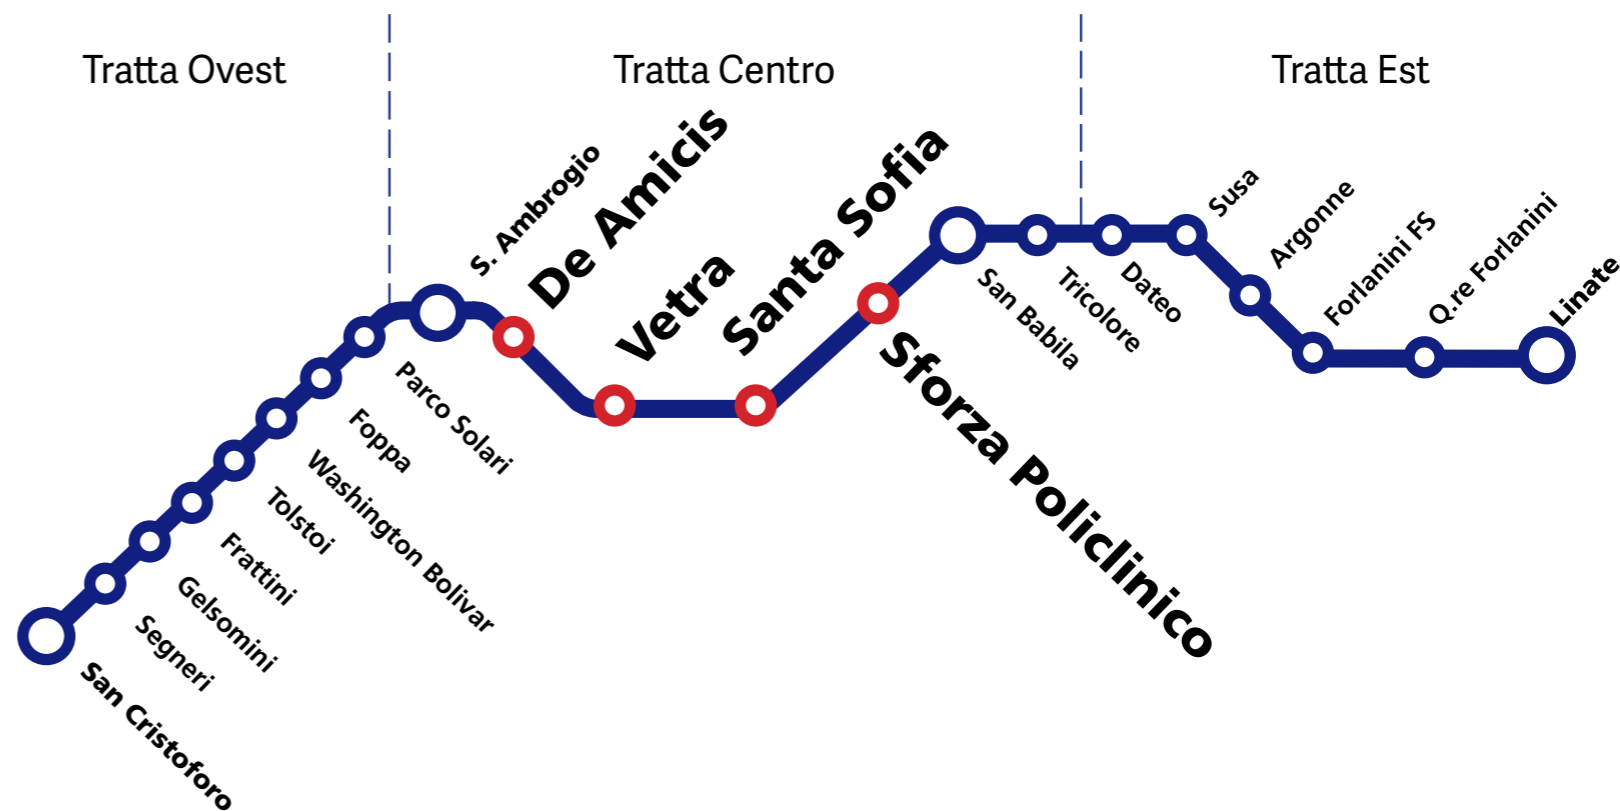 Tratta Ovest
Tratta Centro
Tratta Est
San Cristoforo
Segneri
Gelsomini
Frattini
Tolstoi
Washington Bolivar
Foppa
Parco Solari
S. Ambrogio
De Amicis
Vetra
Santa Sofia
Sforza Policlinico
San Babila
Tricolore
Dateo
Susa
Argonne
Forlanini FS
Q.re Forlanini
Linate